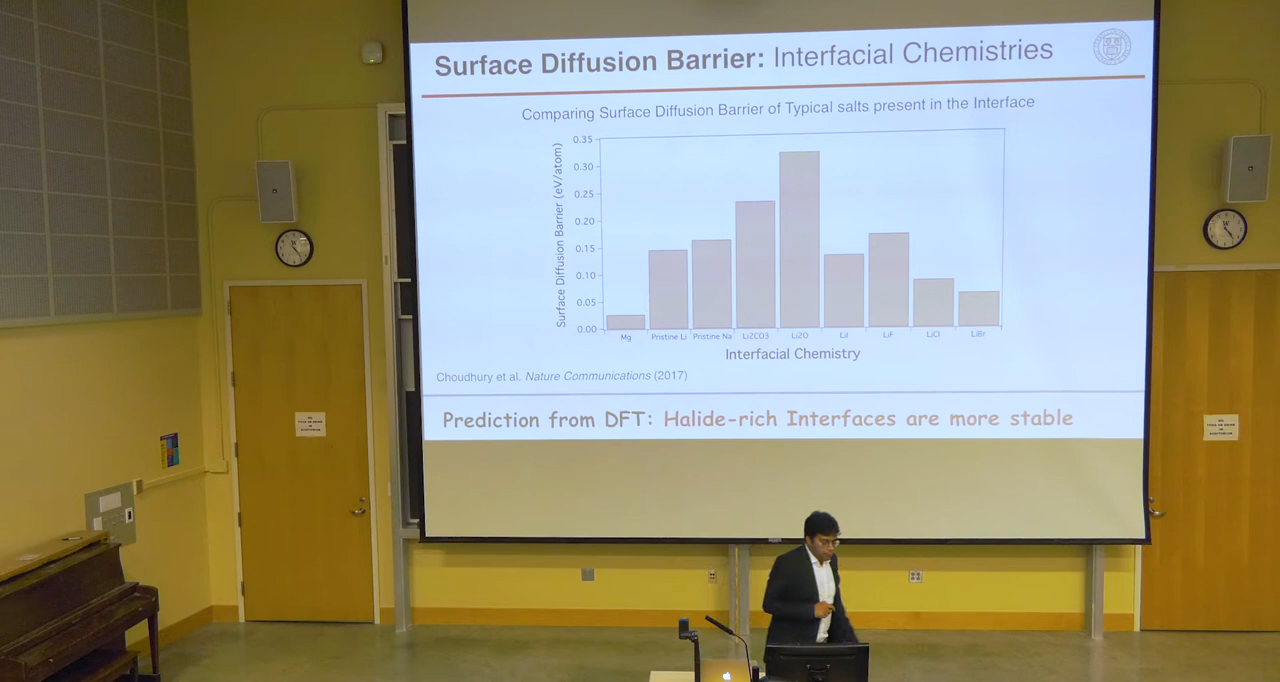 Surface Diffusion Barrier: Interfacial Chemistries
Comparing Surface Diffusion Barrier of Typical salts present in the Interface
Surface Diffusion Barrier (eV/atom)
0.35
0.30
0.25
0.20
0.15
0.10
0.05
0.00
Mg Pristine Li Pristine Na Li2CO3 Li2O LiI LiF LiCl LiBr
Interfacial Chemistry
Choudhury et al. Nature Communications (2017)
Prediction from DFT: Halide-rich Interfaces are more stable